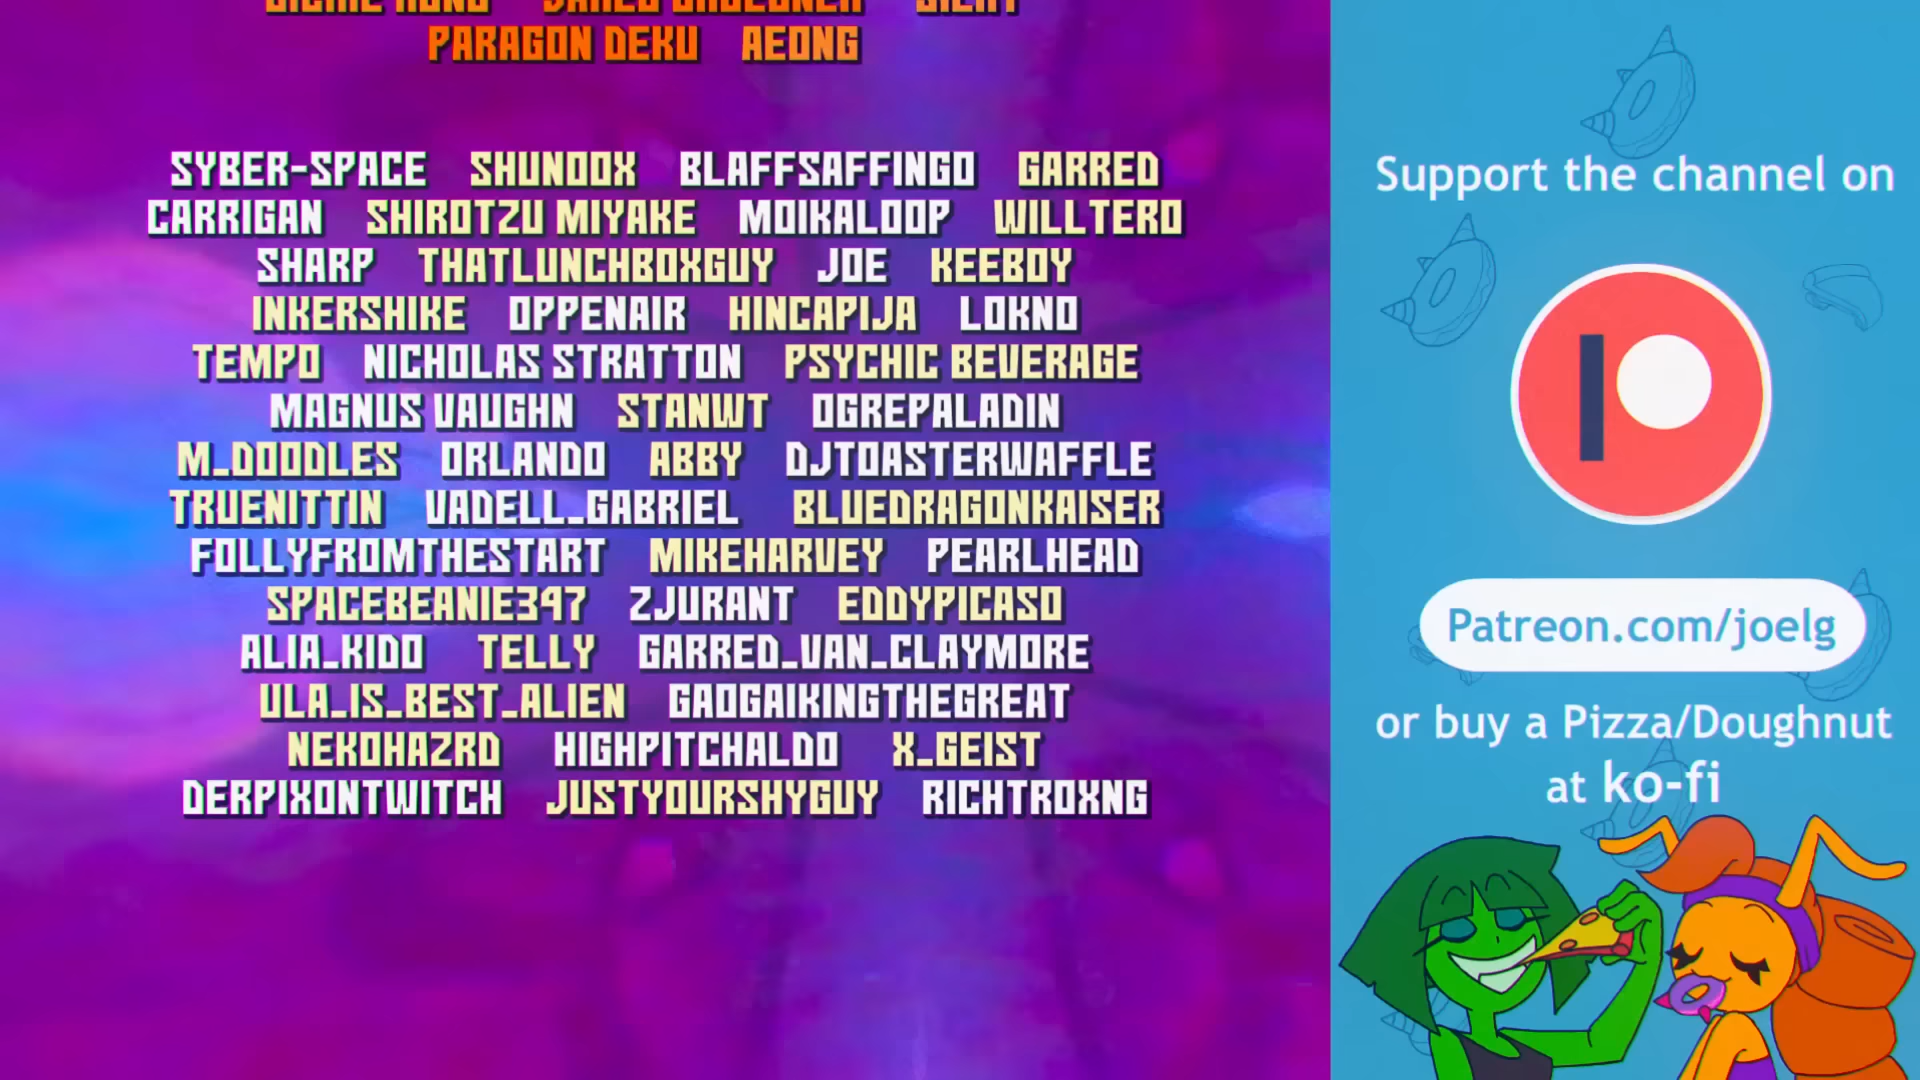 PARAGON DEKU AEONG
SYBER-SPACE SHUNOOX BLAFFSAFFINGO GARRED
CARRIGAN SHIROTZU MIYAKE MOIKALOOP WILLTERO
SHARP THATLUNCHBOXGUY JOE KEEBOY
INKERSHIKE OPPENAIR HINCAPIJA LOKNO
TEMPO NICHOLAS STRATTON PSYCHIC BEVERAGE
MAGNUS VAUGHN STANWT OGREPALADIN
M_DOODLES ORLANDO ABBY DJTOASTERWAFFLE
TRUENITTIN VADELL_GABRIEL BLUEDRAGONKAISER
FOLLYFROMTHESTART MIKEHARVEY PEARLHEAD
SPACEBEANIE347 ZJURANT EDDYPICASO
ALIA_KIDO TELLY GARRED_VAN_CLAYMORE
ULA_IS_BEST_ALIEN GAOGAIKINGTHEGREAT
NEKOHAZRD HIGHPITCHALDO X_GEIST
DERPIXONTWITCH JUSTYOURSHYGUY RICHTROXNG
Support the channel on
Patreon.com/joelg
or buy a Pizza/Doughnut
at ko-fi